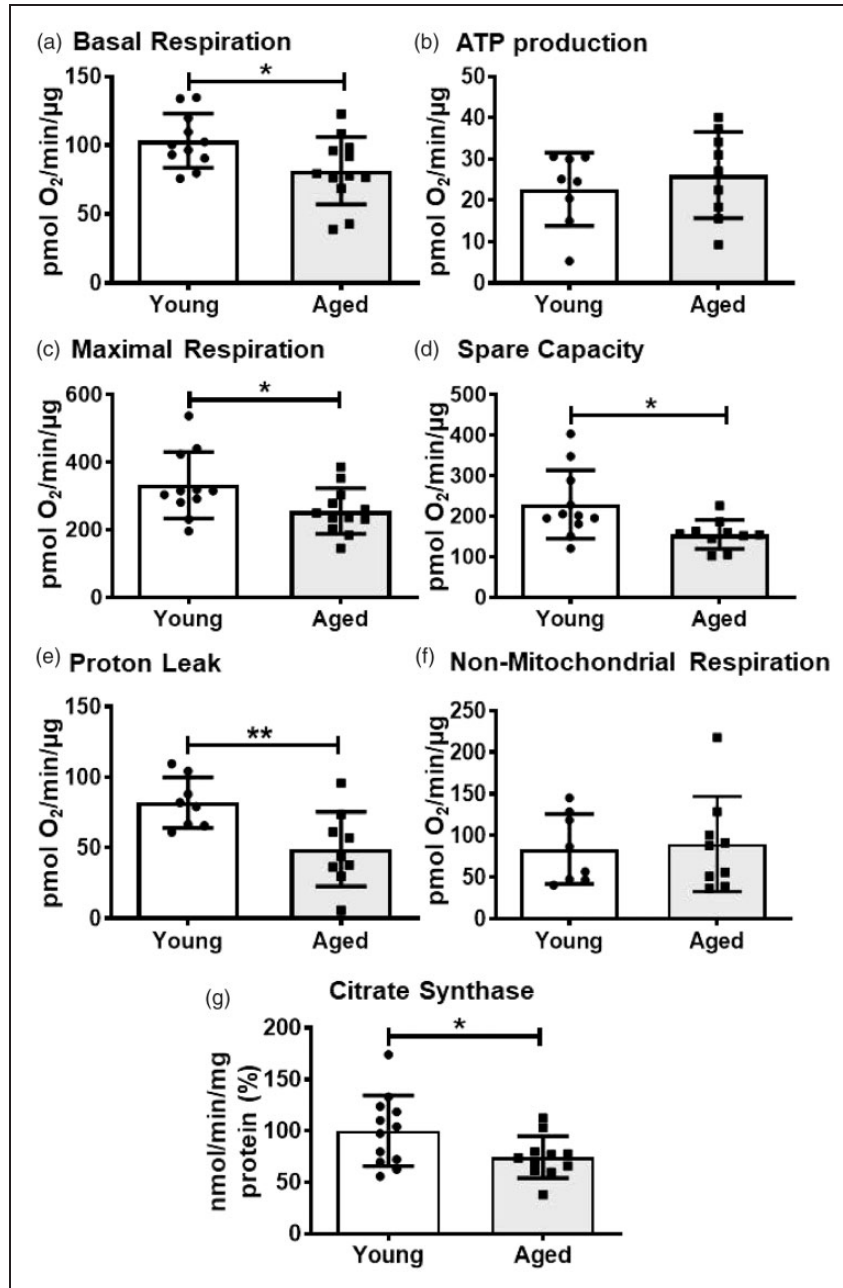 (a) Basal Respiration
pmol O₂/min/µg
150
100
50
0
*
Young Aged
(b) ATP production
pmol O₂/min/µg
50
40
30
20
10
0
Young Aged
(c) Maximal Respiration
pmol O₂/min/µg
600
400
200
0
*
Young Aged
(d) Spare Capacity
pmol O₂/min/µg
500
400
300
200
100
0
*
Young Aged
(e) Proton Leak
pmol O₂/min/µg
150
100
50
0
**
Young Aged
(f) Non-Mitochondrial Respiration
pmol O₂/min/µg
250
200
150
100
50
0
Young Aged
(g) Citrate Synthase
nmol/min/mg
protein (%)
200
150
100
50
0
*
Young Aged